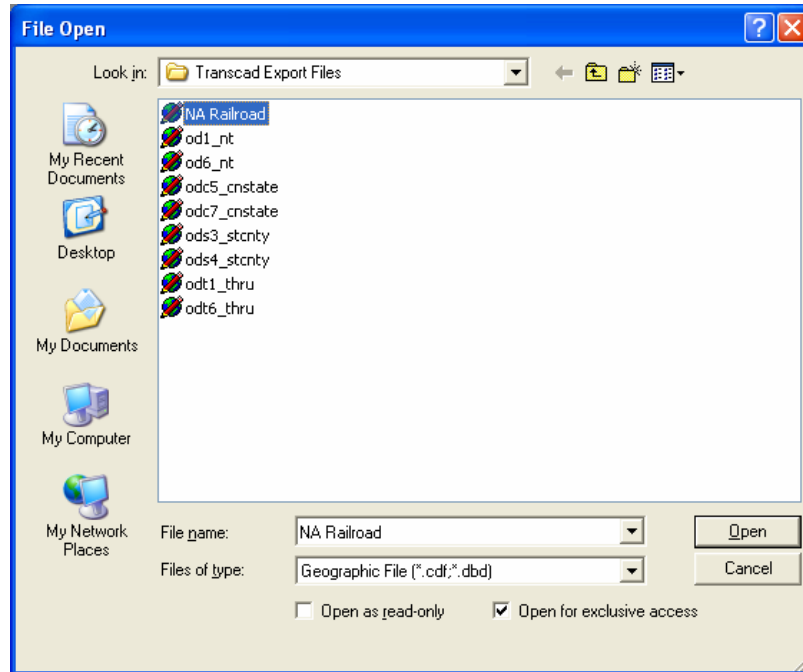 File Open
Look in: Transcad Export Files
My Recent Documents
Desktop
My Documents
My Computer
My Network Places
NA Railroad
od1_nt
od6_nt
odc5_cnstate
odc7_cnstate
ods3_stcnty
ods4_stcnty
odt1_thru
odt6_thru
File name: NA Railroad Open
Files of type: Geographic File (*.cdf;*.dbd) Cancel
Open as read-only Open for exclusive access